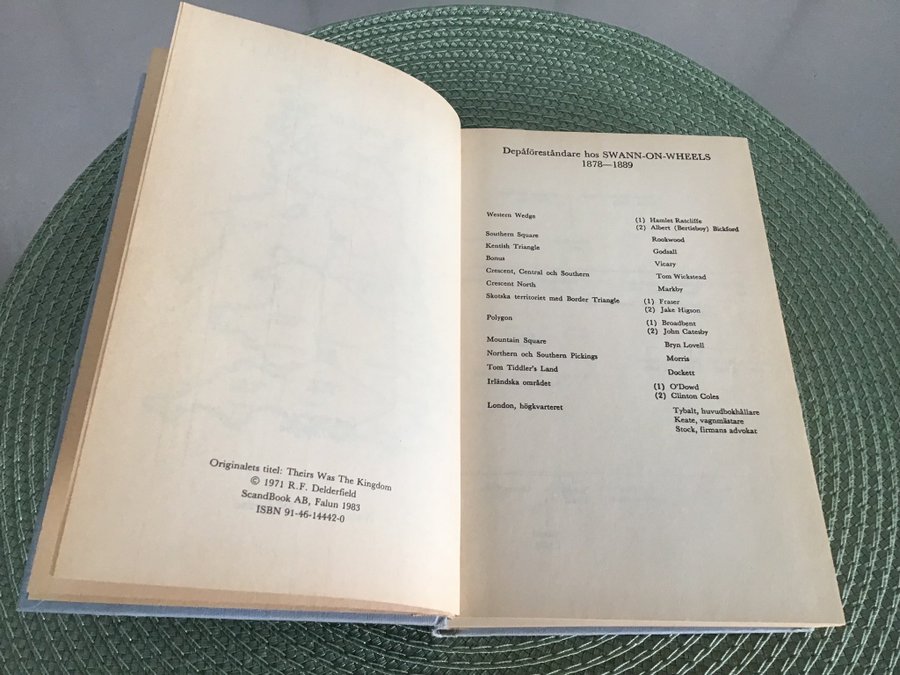 Originalets titel: Theirs Was The Kingdom
© 1971 R.F. Delderfield
ScandBook AB, Falun 1983
ISBN 91-46-14442-0
Depåföreståndare hos SWANN-ON-WHEELS
1878—1889
Western Wedge (1) Hamlet Ratcliffe
(2) Albert (Bertieboy) Bickford
Southern Square Rookwood
Kentish Triangle Godsall
Bonus Vicary
Crescent, Central och Southern Tom Wickstead
Crescent North Markby
Skotska territoriet med Border Triangle (1) Fraser
(2) Jake Higson
Polygon (1) Broadbent
(2) John Catesby
Mountain Square Bryn Lovell
Northern och Southern Pickings Morris
Tom Tiddler's Land Dockett
Irländska området (1) O'Dowd
(2) Clinton Coles
London, högkvarteret Tybalt, huvudbokhållare
Keate, vagnmästare
Stock, firmans advokat